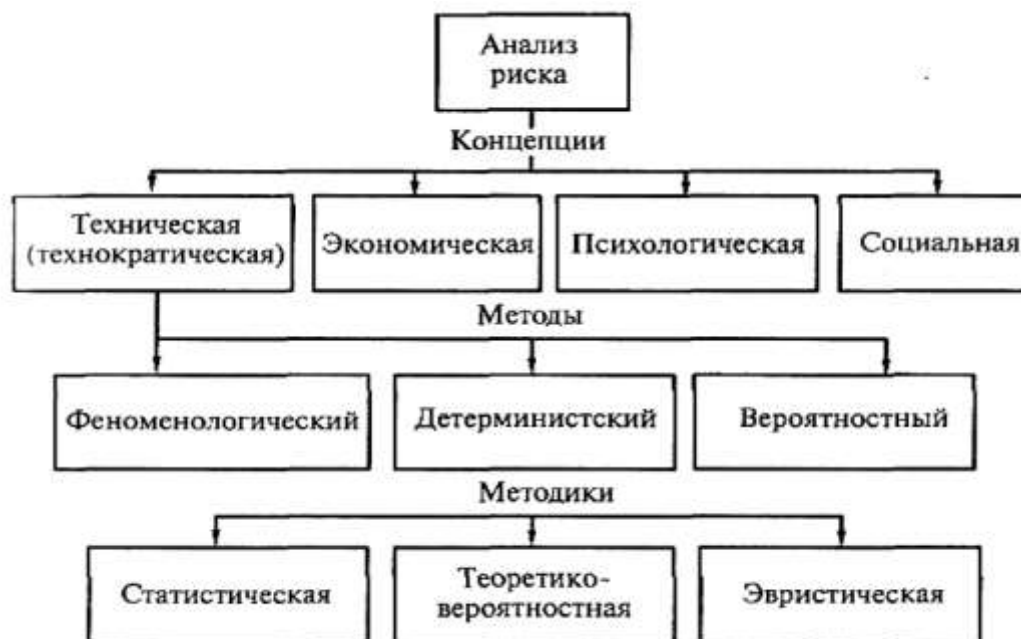 Анализ
риска
Концепции
Техническая
(технократическая)
Экономическая
Психологическая
Социальная
Методы
Феноменологический
Детерминистский
Вероятностный
Методики
Статистическая
Теоретико-
вероятностная
Эвристическая